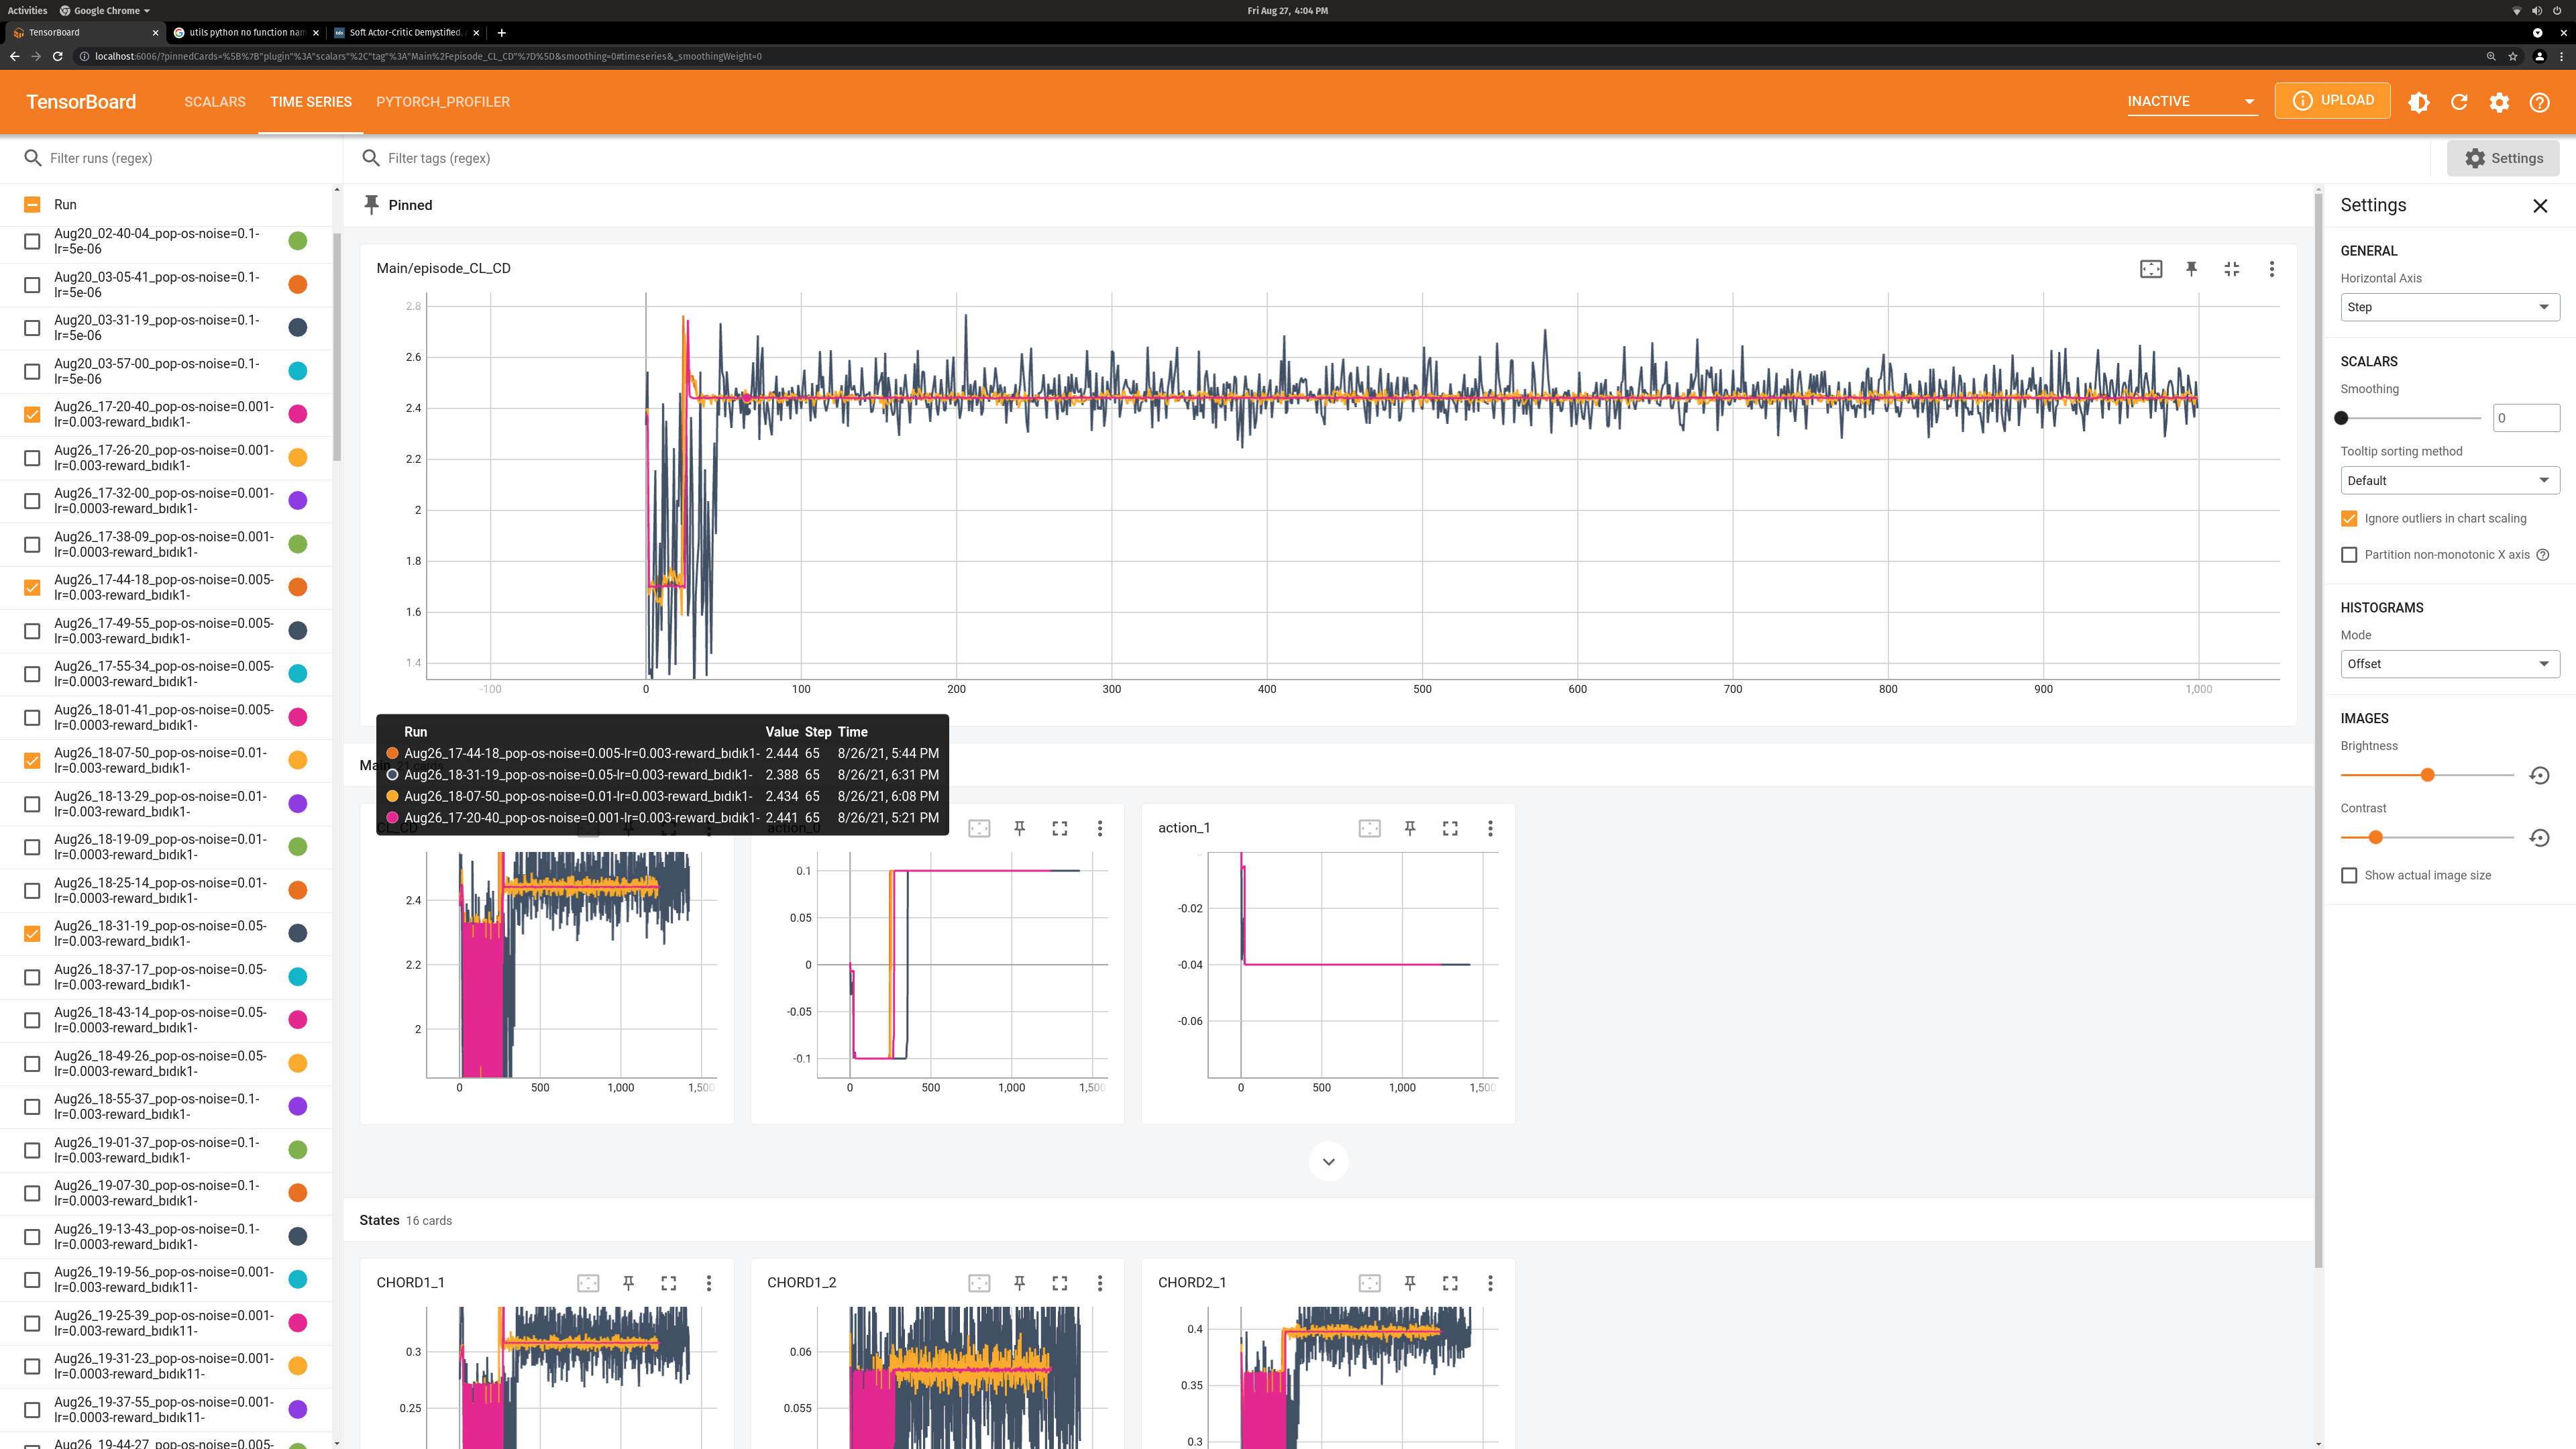 Activities
Google Chrome
Fri Aug 27, 4:04 PM
TensorBoard
utils python no function nam
Soft Actor-Critic Demystified.
localhost:6006/?pinnedCards=%5B%7B"plugin"%3A"scalars"%2C"tag"%3A"Main%2Fepisode_CL_CD"%7D%5D&smoothing=0#timeseries&_smoothingWeight=0
TensorBoard
SCALARS
TIME SERIES
PYTORCH_PROFILER
INACTIVE
UPLOAD
Filter runs (regex)
Filter tags (regex)
Settings
Run
Aug20_02-40-04_pop-os-noise=0.1-
lr=5e-06
Aug20_03-05-41_pop-os-noise=0.1-
lr=5e-06
Aug20_03-31-19_pop-os-noise=0.1-
lr=5e-06
Aug20_03-57-00_pop-os-noise=0.1-
lr=5e-06
Aug26_17-20-40_pop-os-noise=0.001-
lr=0.003-reward_bıdık1-
Aug26_17-26-20_pop-os-noise=0.001-
lr=0.003-reward_bıdık1-
Aug26_17-32-00_pop-os-noise=0.001-
lr=0.0003-reward_bıdık1-
Aug26_17-38-09_pop-os-noise=0.001-
lr=0.0003-reward_bıdık1-
Aug26_17-44-18_pop-os-noise=0.005-
lr=0.003-reward_bıdık1-
Aug26_17-49-55_pop-os-noise=0.005-
lr=0.003-reward_bıdık1-
Aug26_17-55-34_pop-os-noise=0.005-
lr=0.0003-reward_bıdık1-
Aug26_18-01-41_pop-os-noise=0.005-
lr=0.0003-reward_bıdık1-
Aug26_18-07-50_pop-os-noise=0.01-
lr=0.003-reward_bıdık1-
Aug26_18-13-29_pop-os-noise=0.01-
lr=0.003-reward_bıdık1-
Aug26_18-19-09_pop-os-noise=0.01-
lr=0.0003-reward_bıdık1-
Aug26_18-25-14_pop-os-noise=0.01-
lr=0.0003-reward_bıdık1-
Aug26_18-31-19_pop-os-noise=0.05-
lr=0.003-reward_bıdık1-
Aug26_18-37-17_pop-os-noise=0.05-
lr=0.003-reward_bıdık1-
Aug26_18-43-14_pop-os-noise=0.05-
lr=0.0003-reward_bıdık1-
Aug26_18-49-26_pop-os-noise=0.05-
lr=0.0003-reward_bıdık1-
Aug26_18-55-37_pop-os-noise=0.1-
lr=0.003-reward_bıdık1-
Aug26_19-01-37_pop-os-noise=0.1-
lr=0.003-reward_bıdık1-
Aug26_19-07-30_pop-os-noise=0.1-
lr=0.0003-reward_bıdık1-
Aug26_19-13-43_pop-os-noise=0.1-
lr=0.0003-reward_bıdık1-
Aug26_19-19-56_pop-os-noise=0.001-
lr=0.003-reward_bıdık11-
Aug26_19-25-39_pop-os-noise=0.001-
lr=0.003-reward_bıdık11-
Aug26_19-31-23_pop-os-noise=0.001-
lr=0.0003-reward_bıdık11-
Aug26_19-37-55_pop-os-noise=0.001-
lr=0.0003-reward_bıdık11-
Aug26_19-44-27_pop-os-noise=0.005-
Pinned
Main/episode_CL_CD
2.8
2.6
2.4
2.2
2
1.8
1.6
1.4
-100 0 100 200 300 400 500 600 700 800 900 1,000
Run Value Step Time
Aug26_17-44-18_pop-os-noise=0.005-lr=0.003-reward_bıdık1- 2.444 65 8/26/21, 5:44 PM
Aug26_18-31-19_pop-os-noise=0.05-lr=0.003-reward_bıdık1- 2.388 65 8/26/21, 6:31 PM
Aug26_18-07-50_pop-os-noise=0.01-lr=0.003-reward_bıdık1- 2.434 65 8/26/21, 6:08 PM
Aug26_17-20-40_pop-os-noise=0.001-lr=0.003-reward_bıdık1- 2.441 65 8/26/21, 5:21 PM
Main 21 cards
CL_CD
2.4
2.2
2
0 500 1,000 1,500
action_0
0.1
0.05
0
-0.05
-0.1
0 500 1,000 1,500
action_1
-0.02
-0.04
-0.06
0 500 1,000 1,500
States 16 cards
CHORD1_1
0.3
0.25
CHORD1_2
0.06
0.055
CHORD2_1
0.4
0.35
0.3
Settings
GENERAL
Horizontal Axis
Step
SCALARS
Smoothing
0
Tooltip sorting method
Default
Ignore outliers in chart scaling
Partition non-monotonic X axis
HISTOGRAMS
Mode
Offset
IMAGES
Brightness
Contrast
Show actual image size